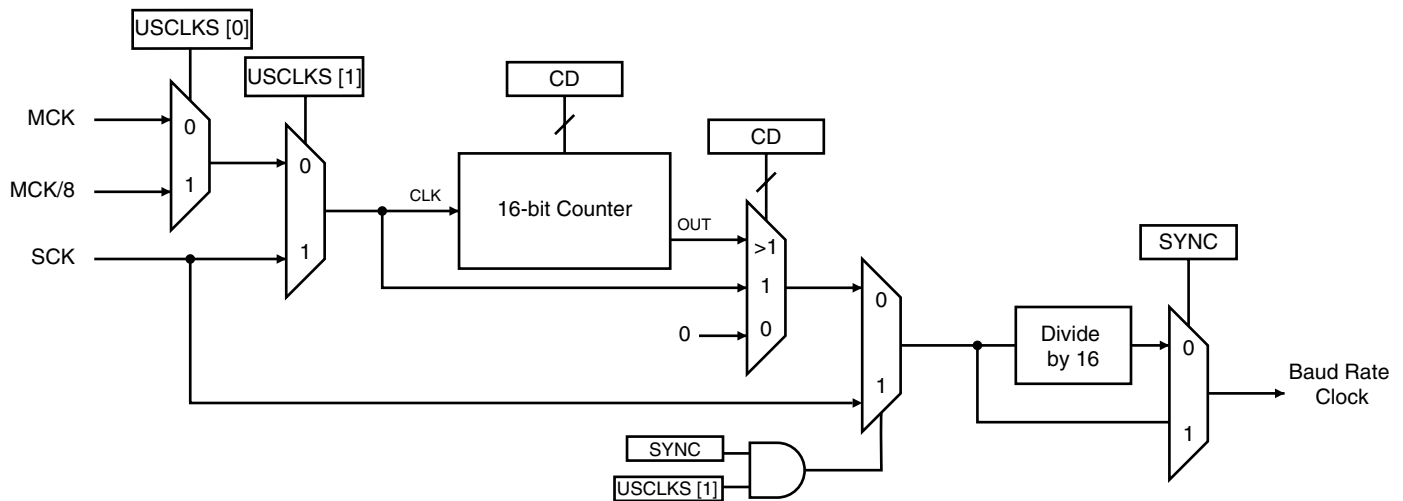 USCLKS [0]
USCLKS [1]
CD
CD
MCK
0
MCK/8
1
0
1
CLK
16-bit Counter
OUT
SCK
>1
1
0
0
SYNC
0
1
Divide
by 16
0
1
Baud Rate
Clock
SYNC
USCLKS [1]